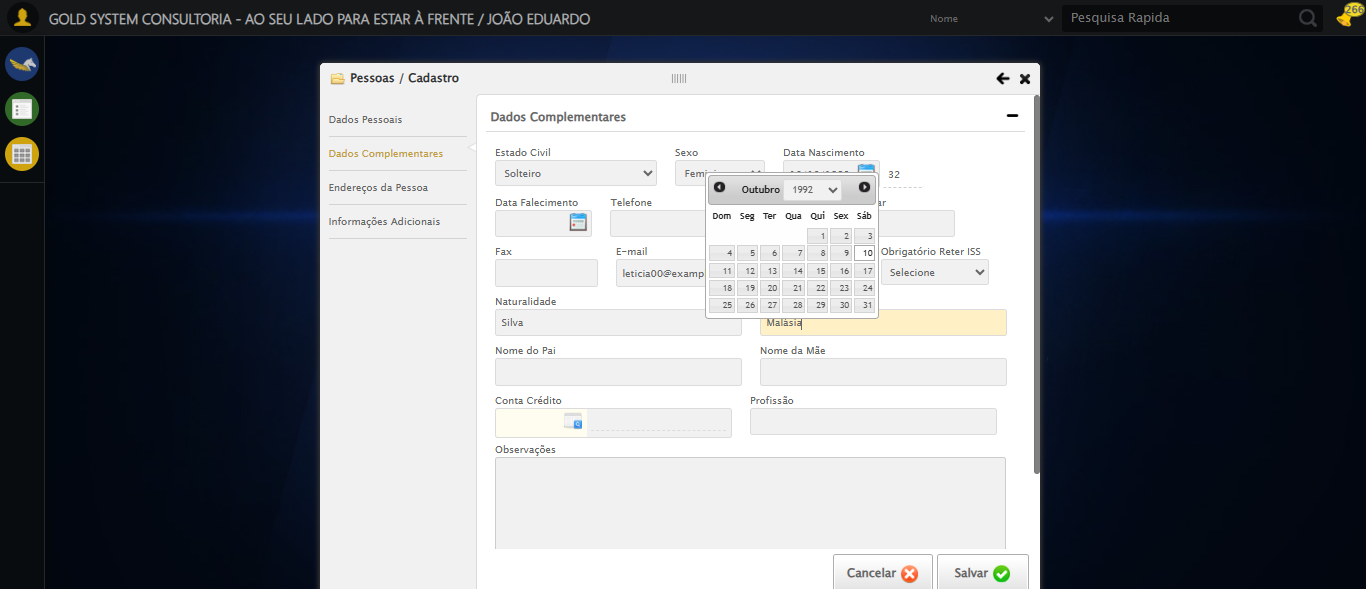 GOLD SYSTEM CONSULTORIA - AO SEU LADO PARA ESTAR À FRENTE / JOÃO EDUARDO
Nome
Pesquisa Rapida
266
Pessoas / Cadastro
Dados Pessoais
Dados Complementares
Endereços da Pessoa
Informações Adicionais
Dados Complementares
Estado Civil Sexo Data Nascimento
Solteiro 32
Outubro 1992
Data Falecimento Telefone
Dom Seg Ter Qua Qui Sex Sáb
1 2 3
4 5 6 7 8 9 10
11 12 13 14 15 16 17
18 19 20 21 22 23 24
25 26 27 28 29 30 31
Fax E-mail Obrigatório Reter ISS
leticia00@examp Selecione
Naturalidade
Silva Malásia
Nome do Pai Nome da Mãe
Conta Crédito Profissão
Observações
Cancelar Salvar